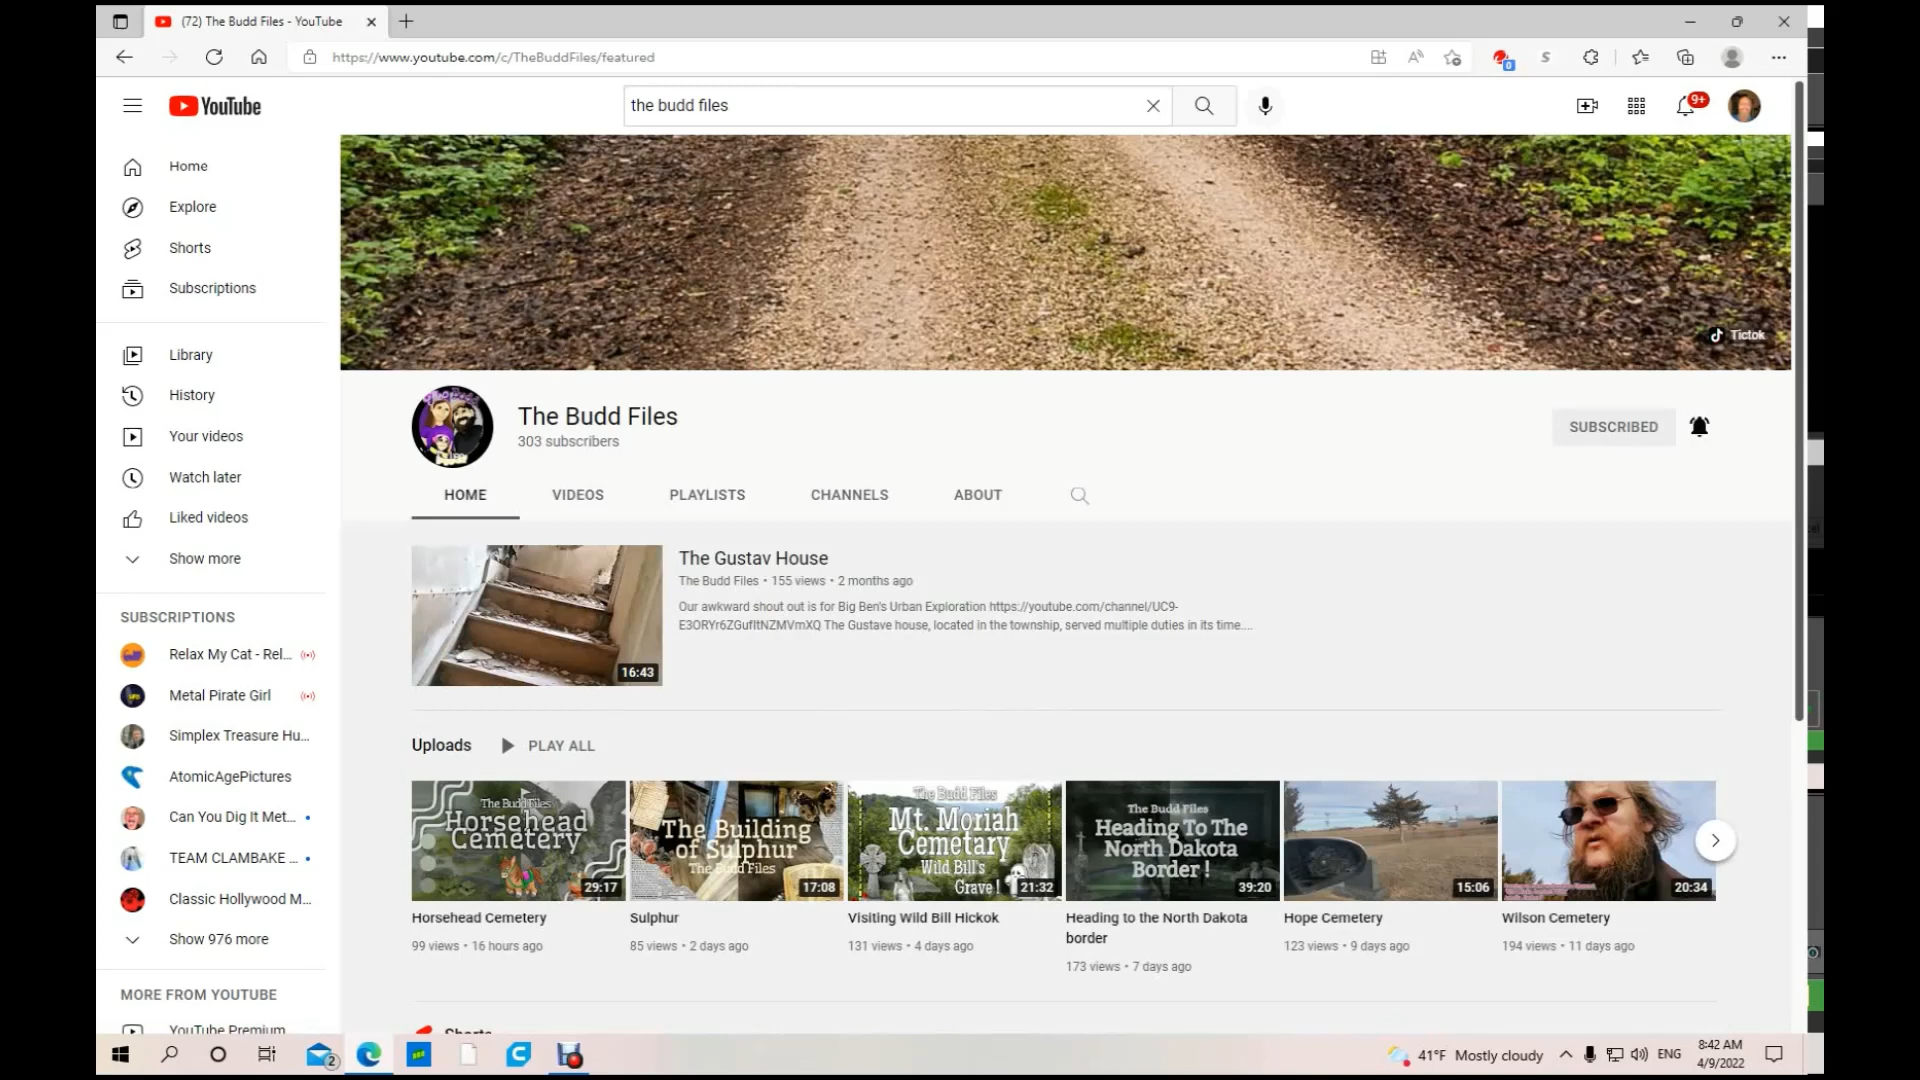 (72) The Budd Files - YouTube
https://www.youtube.com/c/TheBuddFiles/featured
YouTube
the budd files
9+
Home
Explore
Shorts
Subscriptions
Library
History
Your videos
Watch later
Liked videos
Show more
SUBSCRIPTIONS
Relax My Cat - Rel...
Metal Pirate Girl
Simplex Treasure Hu...
AtomicAgePictures
Can You Dig It Met...
TEAM CLAMBAKE ...
Classic Hollywood M...
Show 976 more
MORE FROM YOUTUBE
YouTube Premium
Tictok
The Budd Files
303 subscribers
SUBSCRIBED
HOME VIDEOS PLAYLISTS CHANNELS ABOUT
16:43
The Gustav House
The Budd Files • 155 views • 2 months ago
Our awkward shout out is for Big Ben's Urban Exploration https://youtube.com/channel/UC9-
E3ORYr6ZGufItNZMVmXQ The Gustave house, located in the township, served multiple duties in its time....
Uploads PLAY ALL
The Budd Files
Horsehead
Cemetery
29:17
Horsehead Cemetery
99 views • 16 hours ago
The Building
of Sulphur
The Budd Files
17:08
Sulphur
85 views • 2 days ago
The Budd Files
Mt. Moriah
Cemetary
Wild Bill's
Grave !
21:32
Visiting Wild Bill Hickok
131 views • 4 days ago
The Budd Files
Heading To The
North Dakota
Border !
39:20
Heading to the North Dakota
border
173 views • 7 days ago
15:06
Hope Cemetery
123 views • 9 days ago
20:34
Wilson Cemetery
194 views • 11 days ago
Shorts
2
41°F Mostly cloudy
ENG
8:42 AM
4/9/2022